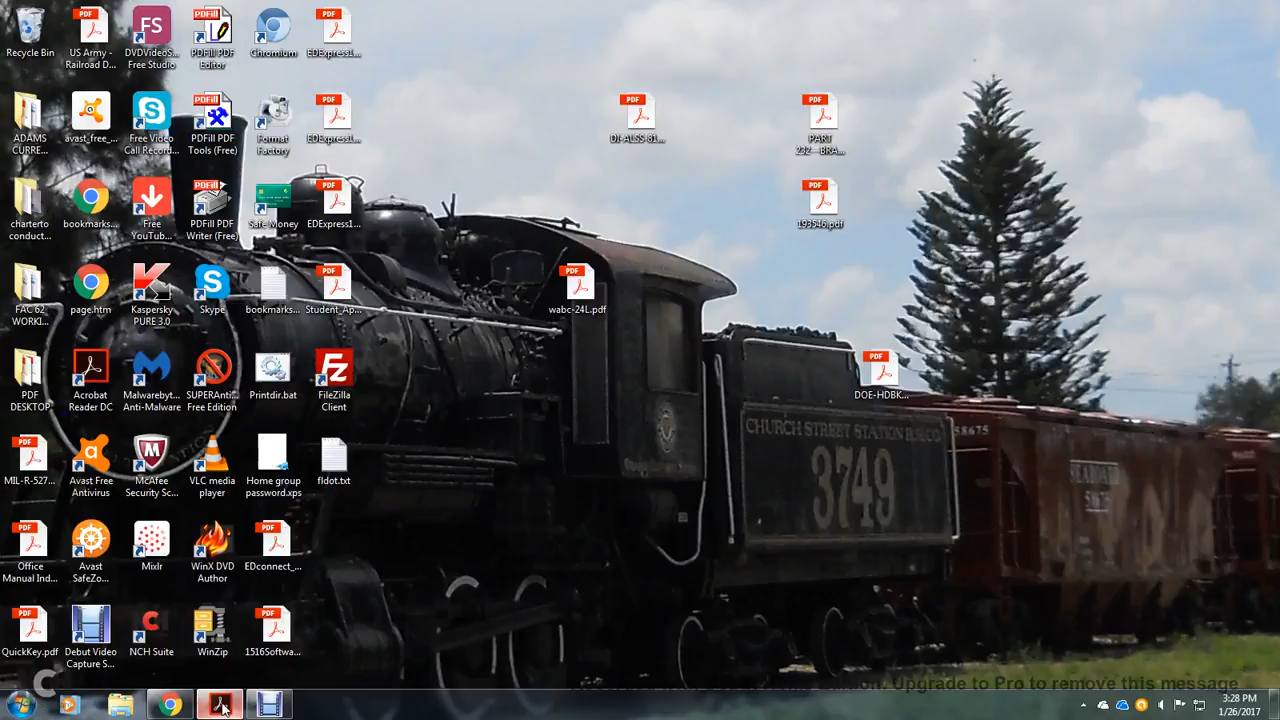 Recycle Bin
US Army - Railroad D...
DVDVideoS... Free Studio
PDFill PDF Editor
Chromium
EDExpress1...
ADAMS CURRE...
avast_free_...
Free Video Call Record...
PDFill PDF Tools (Free)
Format Factory
EDExpress1...
DI-ALSS-81...
PART 232---BRA...
charterto conduct...
bookmarks...
Free YouTub...
PDFill PDF Writer (Free)
Safe Money
EDExpress1...
193546.pdf
FAC 62 WORKI...
page.htm
Kaspersky PURE 3.0
Skype
bookmarks...
Student_Ap...
wabc-24L.pdf
PDF DESKTOP
Acrobat Reader DC
Malwarebyt... Anti-Malware
SUPERAnti... Free Edition
Printdir.bat
FileZilla Client
DOE-HDBK...
MIL-R-527...
Avast Free Antivirus
McAfee Security Sc...
VLC media player
Home group password.xps
fldot.txt
Office Manual Ind...
Avast SafeZo...
Mixlr
WinX DVD Author
EDconnect_...
QuickKey.pdf
Debut Video Capture S...
NCH Suite
WinZip
1516Softwa...
CHURCH STREET STATION R.W. CO.
3749
58675
SEABOARD
Upgrade to Pro to remove this message
3:28 PM
1/26/2017